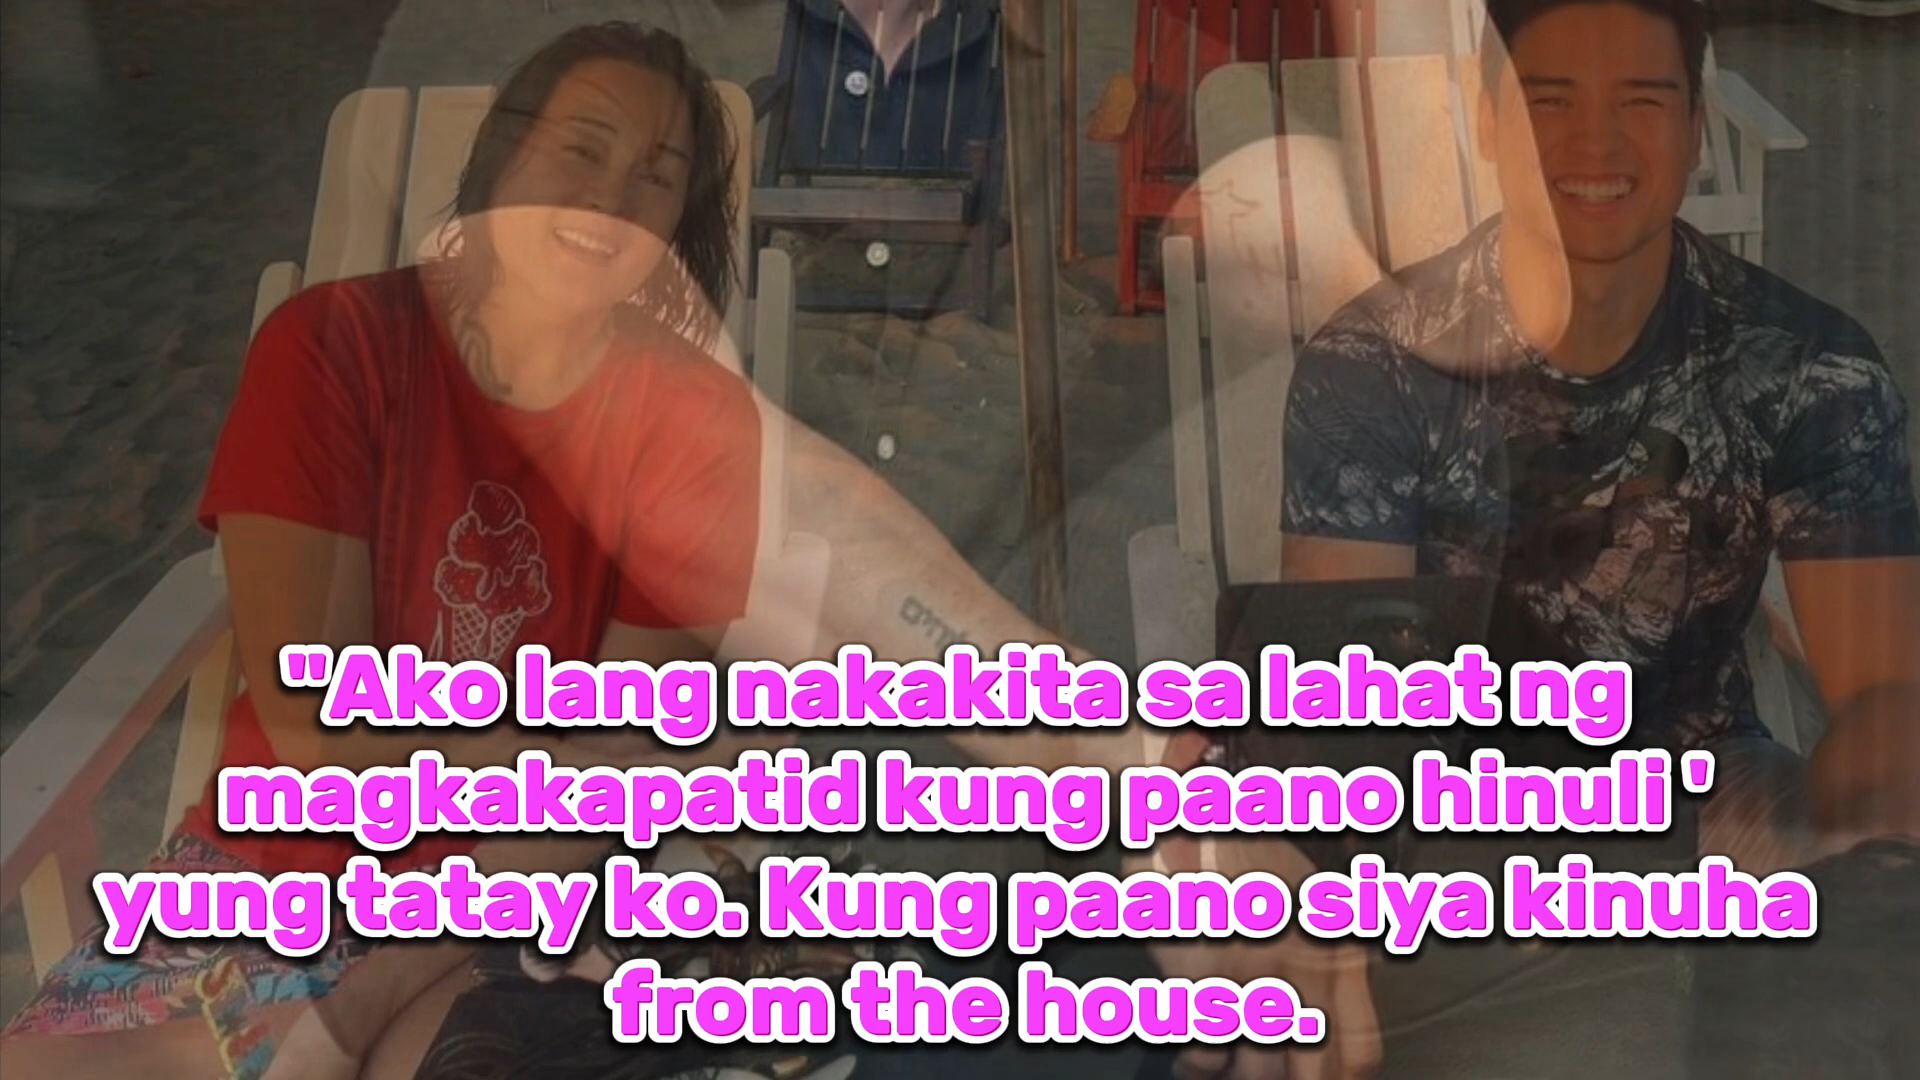 "Ako lang nakakita sa lahat ng
magkakapatid kung paano hinuli '
yung tatay ko. Kung paano siya kinuha
from the house.